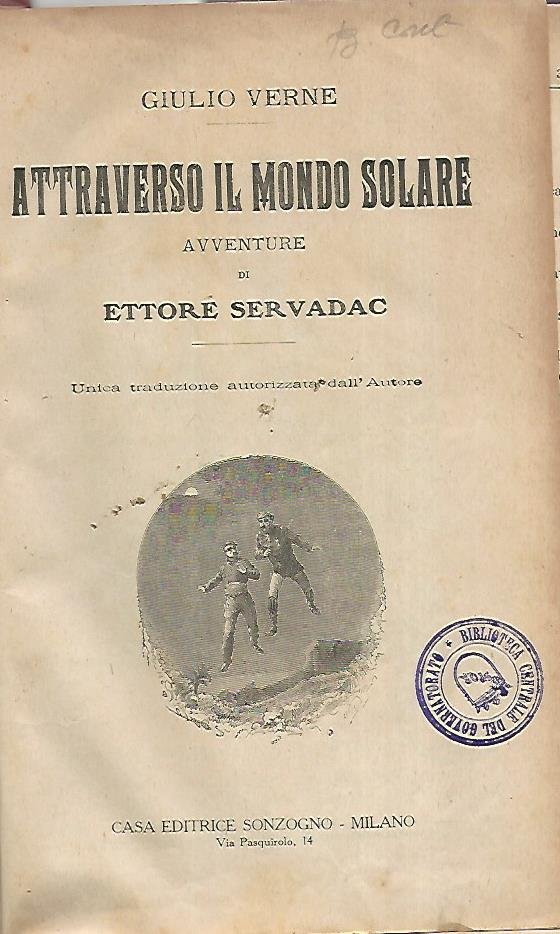 GIULIO VERNE
ATTRAVERSO IL MONDO SOLARE
AVVENTURE
DI
ETTORE SERVADAC
Unica traduzione autorizzata dall'Autore
BIBLIOTECA CENTRALE DEL GOVERNATORATO
CASA EDITRICE SONZOGNO - MILANO
Via Pasquirolo, 14